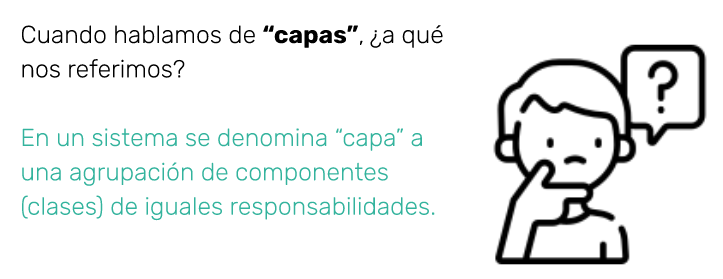 Cuando hablamos de “capas”, ¿a qué
nos referimos?
?
En un sistema se denomina “capa” a
una agrupación de componentes
(clases) de iguales responsabilidades.